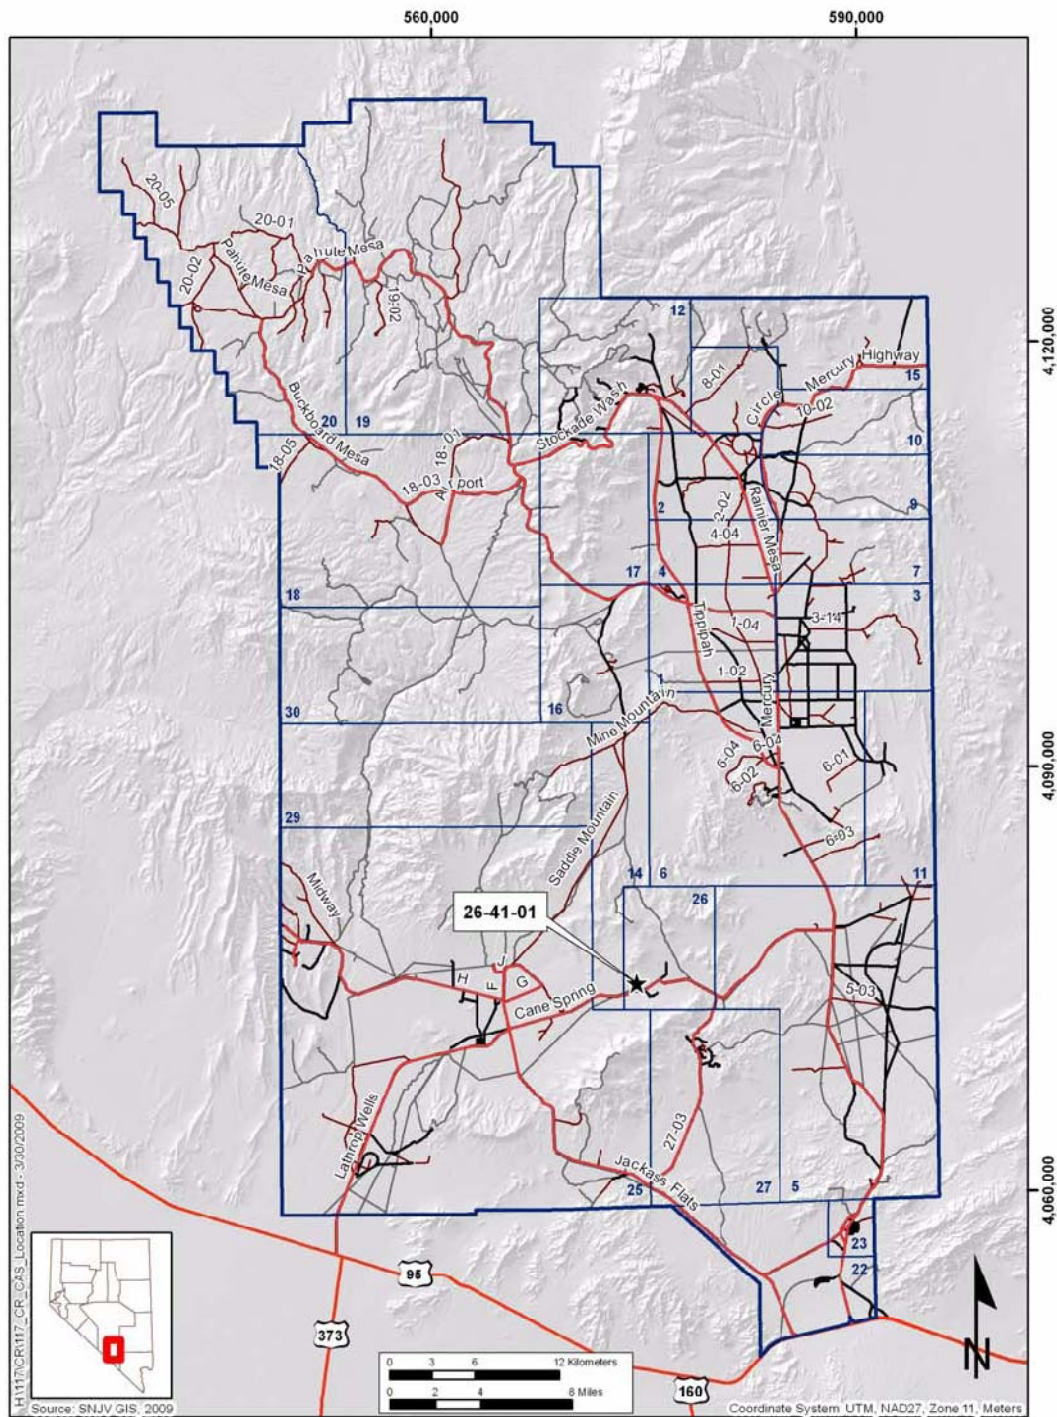 560,000
590,000
4,120,000
4,090,000
4,060,000
20-05
20-01
Pahute Mesa
Pahute Mesa
20-02
19-02
12
8-01
Circle
Mercury
Highway
15
10-02
10
Stockade Wash
Buckboard Mesa
20
19
18-05
18-01
18-03
Airport
2-02
Rainier Mesa
9
2
4-04
17
4
7
3
18
Tippipah
1-04
3-14
1-02
1
Mercury
30
16
Mine Mountain
6-04
6-04
6-02
6-01
29
Saddle Mountain
6-03
14
6
11
Midway
26-41-01
26
J
H
F
G
Cane Spring
5-03
Lathrop Wells
27-03
Jackass Flats
25
27
5
23
22
95
373
160
N
0 3 6 12 Kilometers
0 2 4 8 Miles
H:\117\CR\117_CR_CAS_Location.mxd - 3/30/2009
Source: SNJV GIS, 2009
Coordinate System UTM, NAD27, Zone 11, Meters